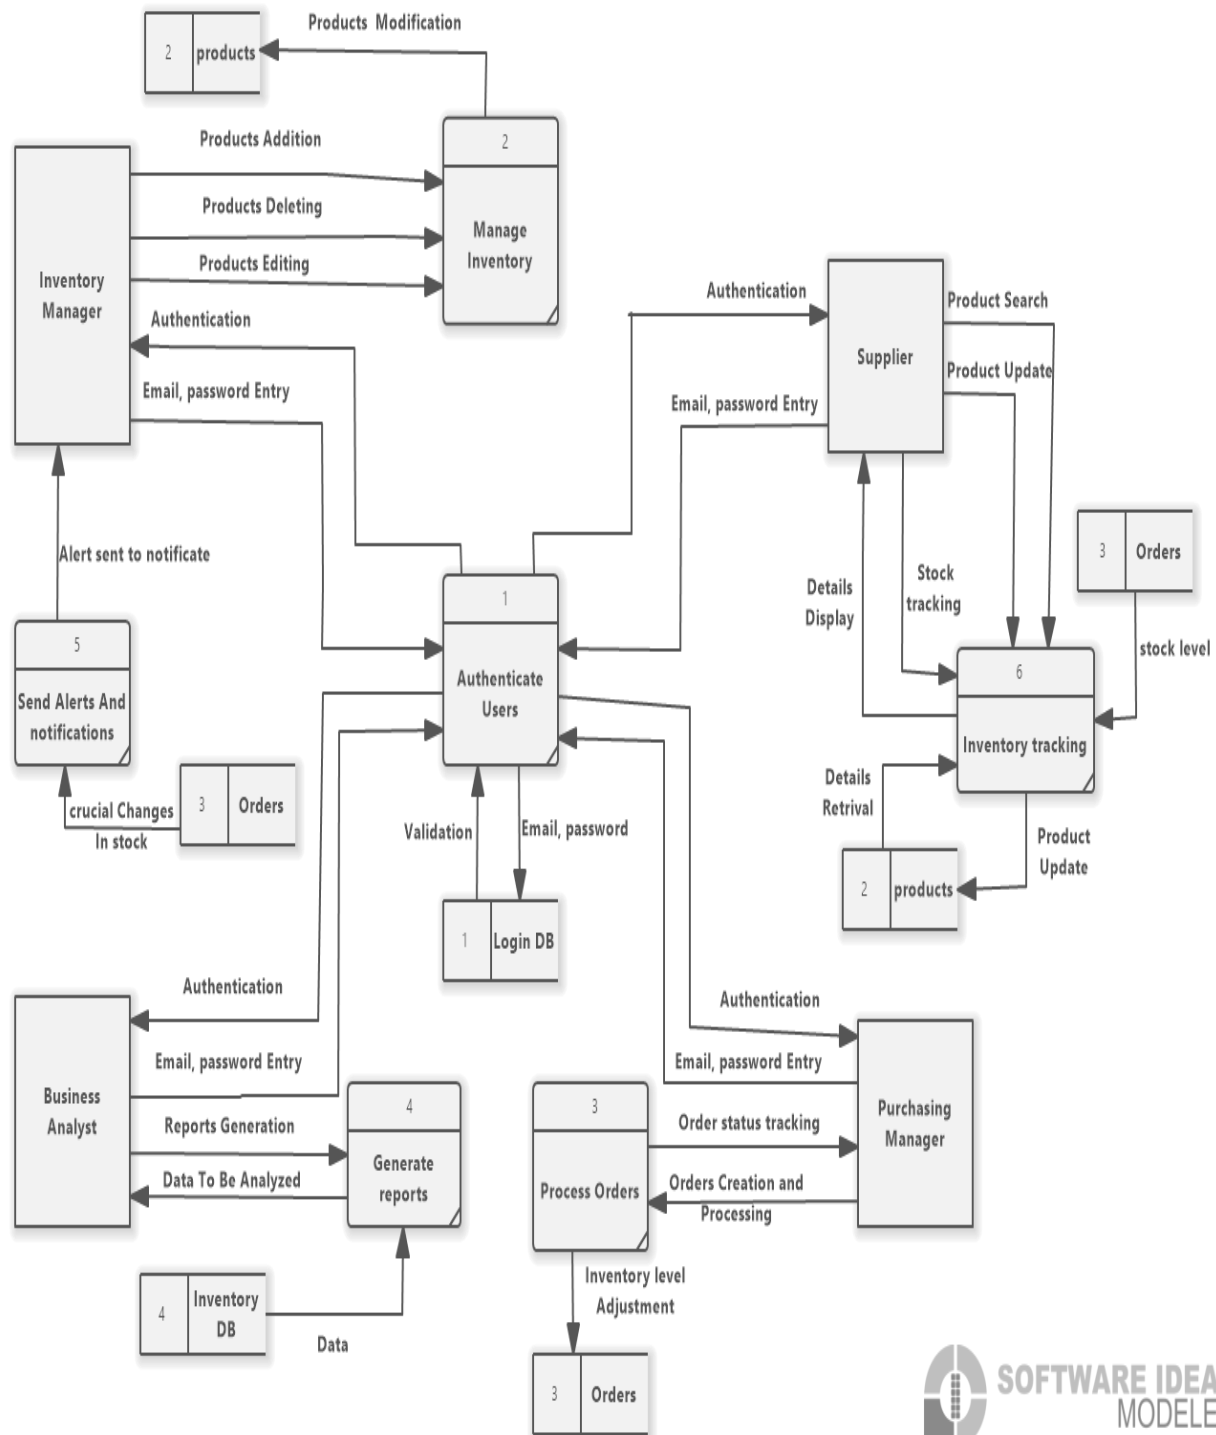 Products  Modification
2
products
Products Addition
2
Products Deleting
Manage
Inventory
Products Editing
Inventory
Manager
Authentication
Email, password Entry
Authentication
Product Search
Supplier
Product Update
Email, password Entry
Alert sent to notificate
3
Orders
Details
Display
Stock
tracking
1
Authenticate
Users
5
Send Alerts And
notifications
6
Inventory tracking
stock level
crucial Changes
In stock
3
Orders
Validation
Email, password
Details
Retrival
Product
Update
2
products
1
Login DB
Authentication
Email, password Entry
Business
Analyst
Reports Generation
Data To Be Analyzed
4
Generate
reports
Authentication
Email, password Entry
3
Process Orders
Order status tracking
Orders Creation and
Processing
Purchasing
Manager
4
Inventory
DB
Data
Inventory level
Adjustment
3
Orders
SOFTWARE IDEA
MODELE